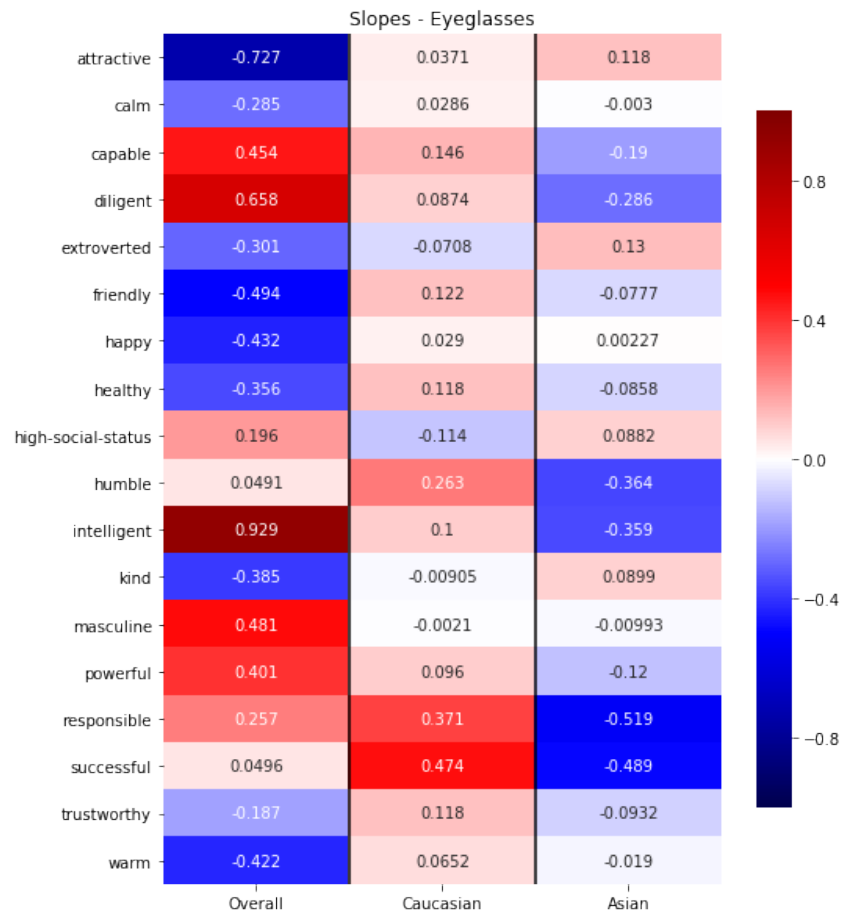 Slopes - Eyeglasses
attractive -0.727 0.0371 0.118
calm -0.285 0.0286 -0.003
capable 0.454 0.146 -0.19
diligent 0.658 0.0874 -0.286
extroverted -0.301 -0.0708 0.13
friendly -0.494 0.122 -0.0777
happy -0.432 0.029 0.00227
healthy -0.356 0.118 -0.0858
high-social-status 0.196 -0.114 0.0882
humble 0.0491 0.263 -0.364
intelligent 0.929 0.1 -0.359
kind -0.385 -0.00905 0.0899
masculine 0.481 -0.0021 -0.00993
powerful 0.401 0.096 -0.12
responsible 0.257 0.371 -0.519
successful 0.0496 0.474 -0.489
trustworthy -0.187 0.118 -0.0932
warm -0.422 0.0652 -0.019
Overall Caucasian Asian
0.8
0.4
0.0
−0.4
−0.8